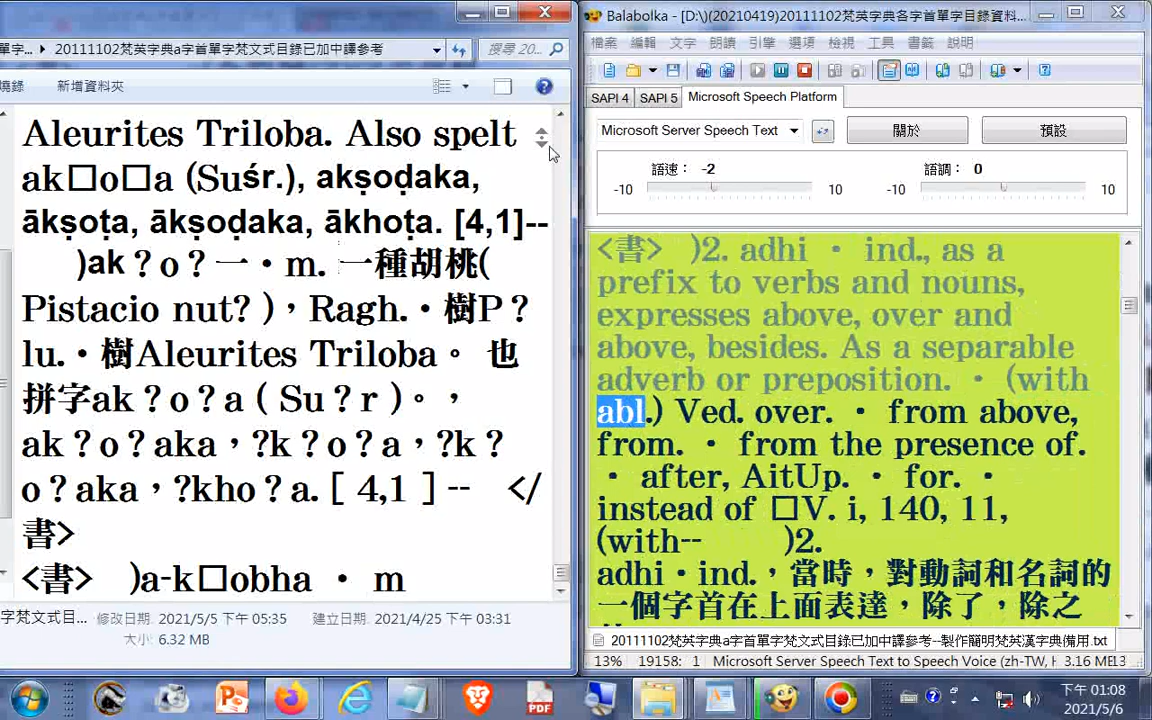 單字... ▸ 20111102梵英字典a字首單字梵文式目錄已加中譯參考
搜尋 20...
燒錄 新增資料夾
Aleurites Triloba. Also spelt
ak□o□a (Suśr.), akṣoḍaka,
ākṣoṭa, ākṣoḍaka, ākhoṭa. [4,1]--
)ak？o？一・m. 一種胡桃(
Pistacio nut? )，Ragh.・樹P？
lu.・樹Aleurites Triloba。 也
拼字ak？o？a ( Su？r )。，
ak？o？aka，?k？o？a，?k？
o？aka，?kho？a. [ 4,1 ] -- </
書>
<書> )a-k□obha ・ m
字梵文式目... 修改日期: 2021/5/5 下午 05:35 建立日期: 2021/4/25 下午 03:31
大小: 6.32 MB
Balabolka - [D:\)(20210419)20111102梵英字典各字首單字目錄資料...
檔案 編輯 文字 朗讀 引擎 選項 檢視 工具 書籤 說明
SAPI 4 SAPI 5 Microsoft Speech Platform
Microsoft Server Speech Text 關於 預設
語速: -2 語調: 0
-10 10 -10 10
<書> )2. adhi ・ ind., as a
prefix to verbs and nouns,
expresses above, over and
above, besides. As a separable
adverb or preposition. ・ (with
abl.) Ved. over. ・ from above,
from. ・ from the presence of.
・ after, AitUp. ・ for. ・
instead of □V. i, 140, 11,
(with-- )2.
adhi・ind.，當時，對動詞和名詞的
一個字首在上面表達，除了，除之
20111102梵英字典a字首單字梵文式目錄已加中譯參考--製作簡明梵英漢字典備用.txt
13% 19158: 1 Microsoft Server Speech Text to Speech Voice (zh-TW, H 3.16 MB
PDF
下午 01:08
2021/5/6